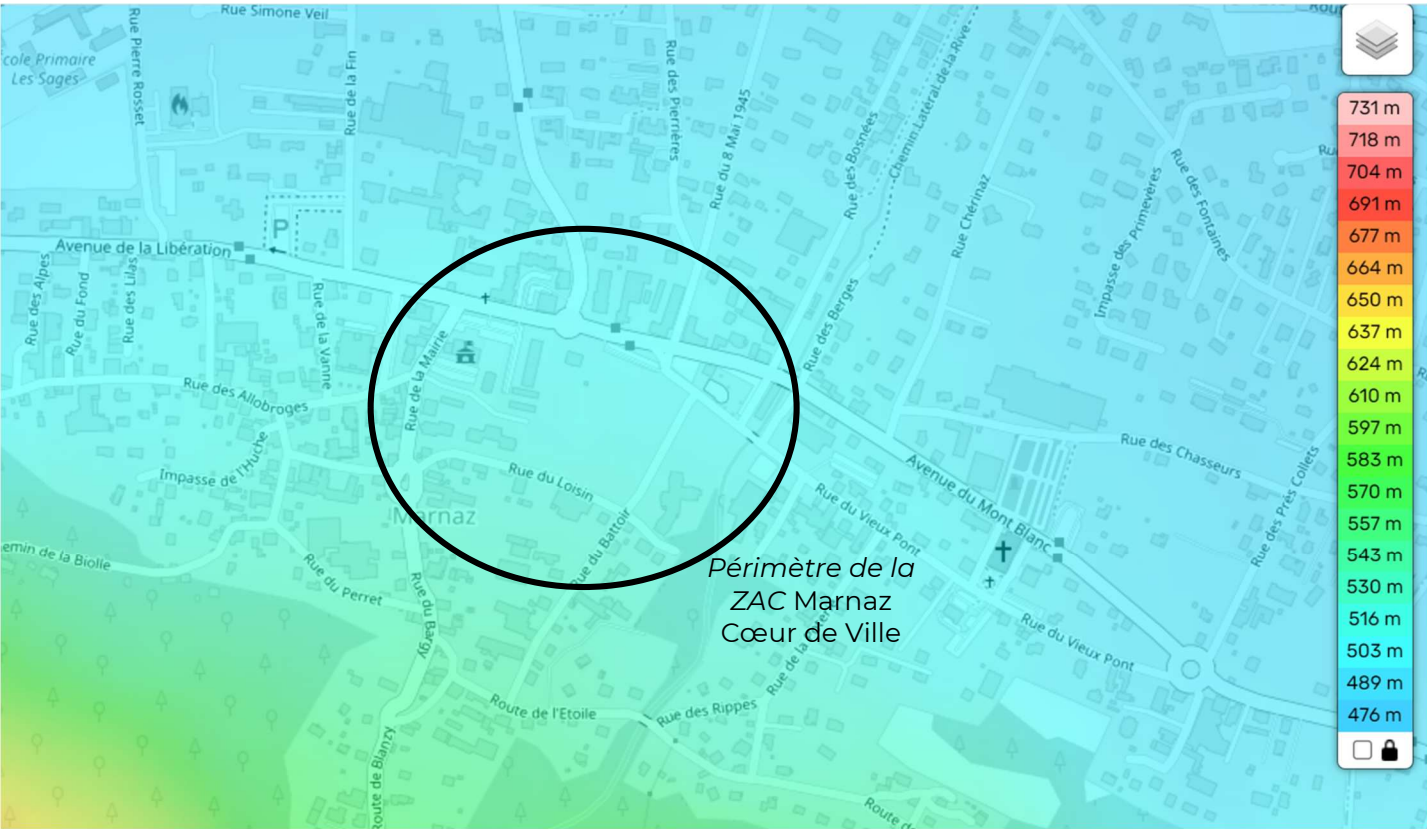 Rue Simone Veil
Rue Pierre Rosset
cole Primaire
Les Sages
Rue de la Fin
Rue des Pierrières
Rue du 8 Mai 1945
Rue des Bosnées
Chemin Latéral de la Rive
Rue Chérinaz
Impasse des Primevères
Rue des Fontaines
P
Avenue de la Libération
Rue des Alpes
Rue du Fond
Rue des Lilas
Rue de la Vanne
Rue de la Mairie
Rue des Berges
Rue des Allobroges
Impasse de l'Huche
Rue du Loisin
Marnaz
Rue du Battoir
Rue du Vieux Pont
Avenue du Mont Blanc
Rue des Chasseurs
Rue des Prés Collets
emin de la Biolle
Rue du Perret
Rue du Bargy
Périmètre de la
ZAC Marnaz
Cœur de Ville
Rue de la
Rue du Vieux Pont
Route de l'Etoile
Rue des Rippes
Route de Blanzy
Route de
731 m
718 m
704 m
691 m
677 m
664 m
650 m
637 m
624 m
610 m
597 m
583 m
570 m
557 m
543 m
530 m
516 m
503 m
489 m
476 m